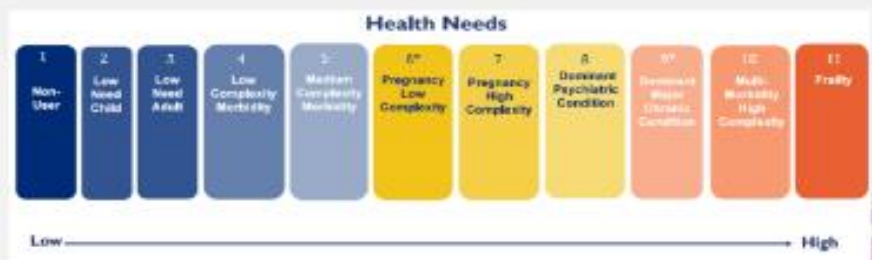 Health Needs
1
Non-
User
2
Low
Need
Child
3
Low
Need
Adult
4
Low
Complexity
Morbidity
5
Medium
Complexity
Morbidity
6*
Pregnancy
Low
Complexity
7
Pregnancy
High
Complexity
8
Dominant
Psychiatric
Condition
9*
Dominant
Major
Chronic
Condition
10
Multi-
Morbidity
High
Complexity
11
Frailty
Low
High